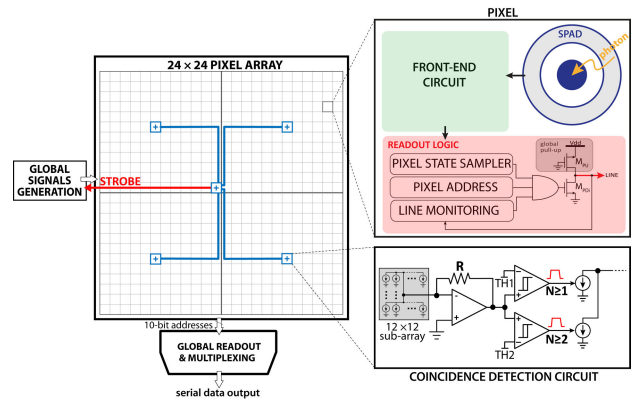 PIXEL
SPAD
photon
FRONT-END
CIRCUIT
24 × 24 PIXEL ARRAY
READOUT LOGIC
global
pull-up
Vdd
M_PU
PIXEL STATE SAMPLER
PIXEL ADDRESS
LINE MONITORING
M_PDi
LINE
GLOBAL
SIGNALS
GENERATION
STROBE
R
TH1
N≥1
12 ×12
sub-array
TH2
N≥2
10-bit addresses
GLOBAL READOUT
& MULTIPLEXING
serial data output
COINCIDENCE DETECTION CIRCUIT